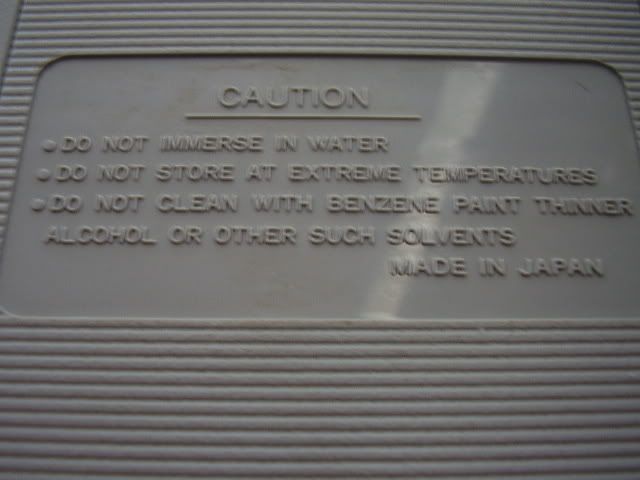 CAUTION
• DO NOT IMMERSE IN WATER
• DO NOT STORE AT EXTREME TEMPERATURES
• DO NOT CLEAN WITH BENZENE PAINT THINNER
ALCOHOL OR OTHER SUCH SOLVENTS
MADE IN JAPAN